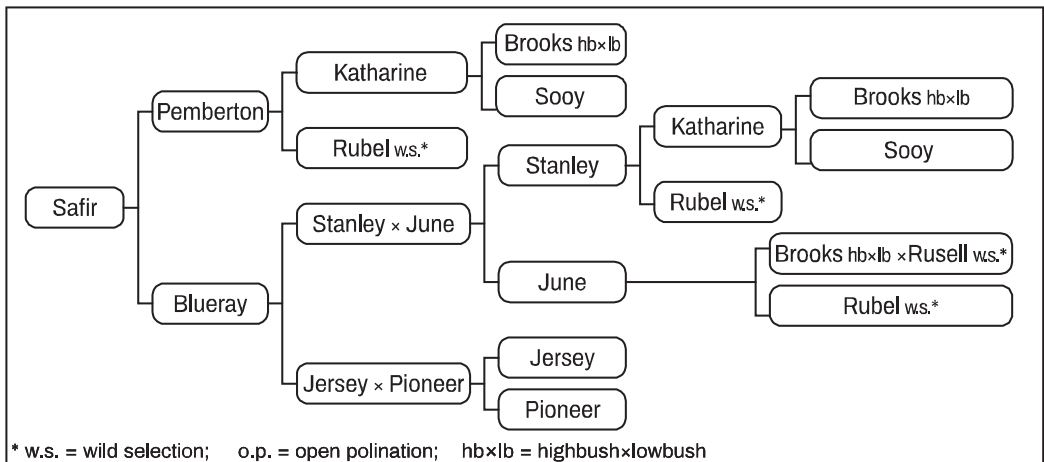 Safir
Pemberton
Blueray
Katharine
Rubel w.s.*
Stanley × June
Jersey × Pioneer
Brooks hb×lb
Sooy
Stanley
June
Jersey
Pioneer
Katharine
Rubel w.s.*
Brooks hb×lb
Sooy
Brooks hb×lb ×Rusell w.s.*
Rubel w.s.*
* w.s. = wild selection; o.p. = open polination; hb×lb = highbush×lowbush